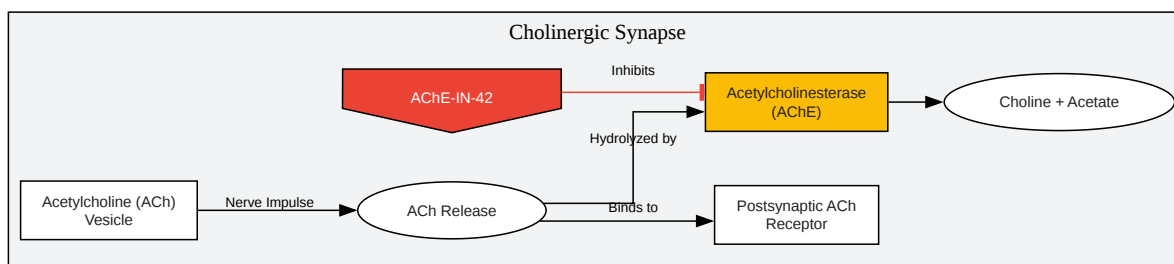 Cholinergic Synapse
Inhibits
AChE-IN-42
Acetylcholinesterase
(AChE)
Choline + Acetate
Hydrolyzed by
Acetylcholine (ACh)
Vesicle
Nerve Impulse
ACh Release
Binds to
Postsynaptic ACh
Receptor